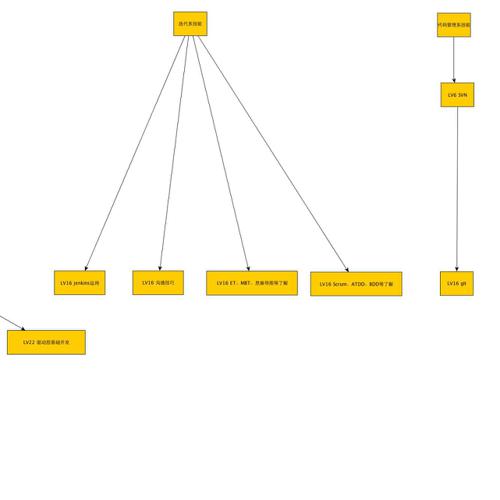 迭代系技能
代码管理系技能
LV6 SVN
LV16 jenkins运用
LV16 沟通技巧
LV16 ET、MBT、思维导图等了解
LV16 Scrum、ATDD、BDD等了解
LV16 git
LV22 驱动层基础开发